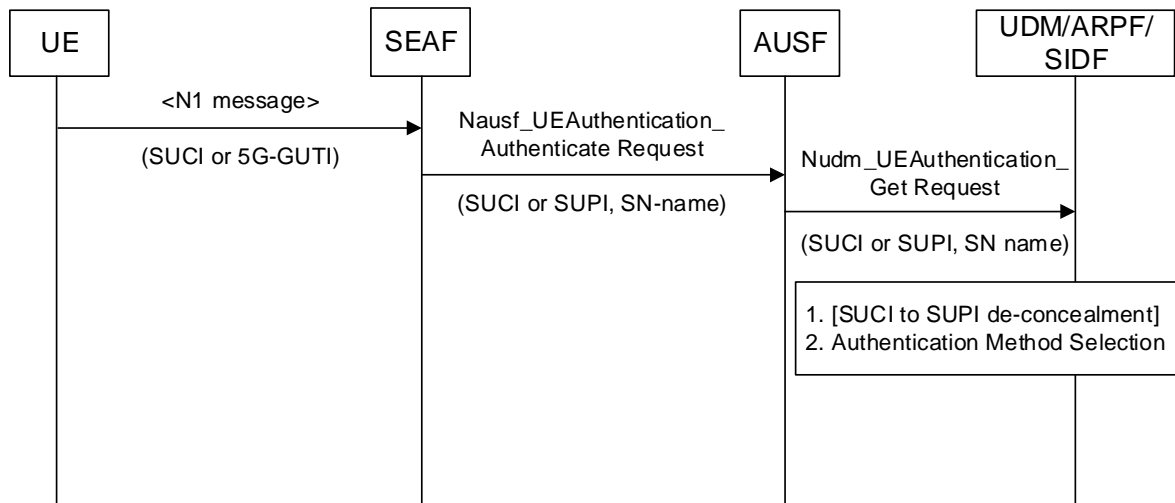 UE
SEAF
AUSF
UDM/ARPF/
SIDF
<N1 message>
(SUCI or 5G-GUTI)
Nausf_UEAuthentication_
Authenticate Request
(SUCI or SUPI, SN-name)
Nudm_UEAuthentication_
Get Request
(SUCI or SUPI, SN name)
1. [SUCI to SUPI de-concealment]
2. Authentication Method Selection